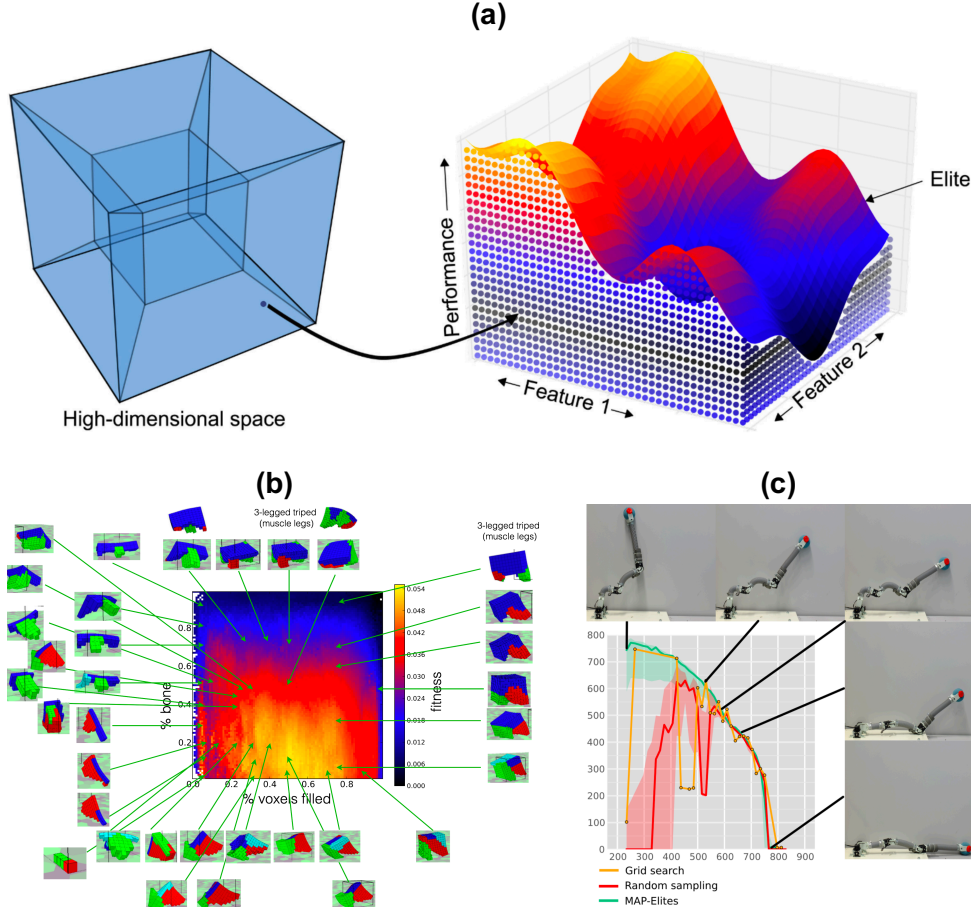 (a)
Performance
Elite
Feature 1
Feature 2
High-dimensional space
(b)
3-legged triped
(muscle legs)
3-legged triped
(muscle legs)
% bone
0.8
0.6
0.4
0.2
0.0
0.2
0.4
0.6
0.8
% voxels filled
0.054
0.048
0.042
0.036
0.030
0.024
0.018
0.012
0.006
0.000
fitness
(c)
800
700
600
500
400
300
200
100
0
200 300 400 500 600 700 800 900
Grid search
Random sampling
MAP-Elites